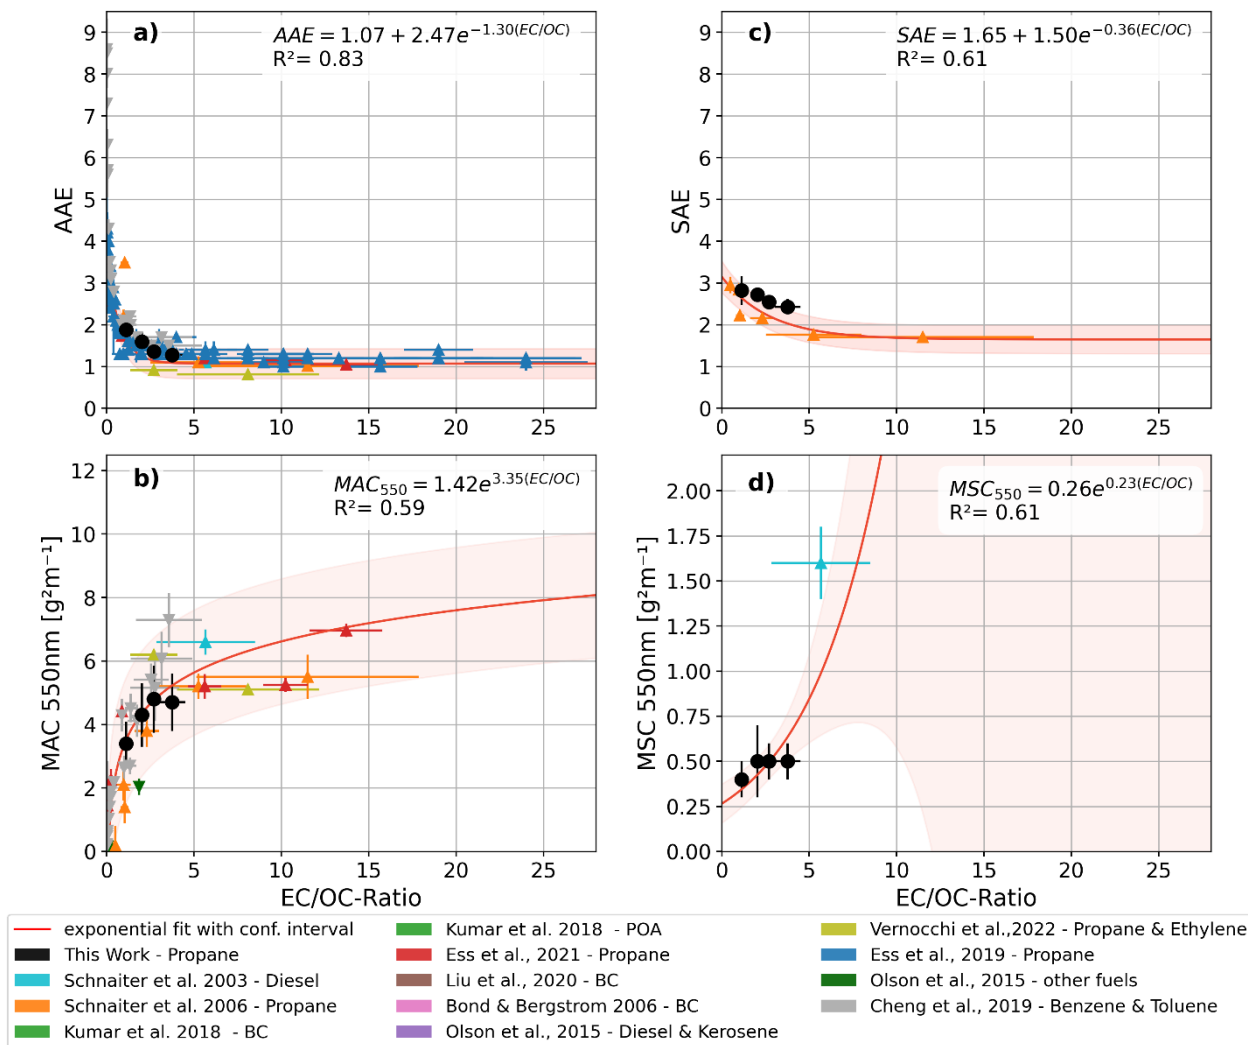 a)
AAE = 1.07 + 2.47e^−1.30(EC/OC)
R²= 0.83
AAE
9
8
7
6
5
4
3
2
1
0
0 5 10 15 20 25
c)
SAE = 1.65 + 1.50e^−0.36(EC/OC)
R²= 0.61
SAE
9
8
7
6
5
4
3
2
1
0
0 5 10 15 20 25
b)
MAC₅₅₀ = 1.42e^3.35(EC/OC)
R²= 0.59
MAC 550nm [g²m⁻¹]
12
10
8
6
4
2
0
0 5 10 15 20 25
EC/OC-Ratio
d)
MSC₅₅₀ = 0.26e^0.23(EC/OC)
R²= 0.61
MSC 550nm [g²m⁻¹]
2.00
1.75
1.50
1.25
1.00
0.75
0.50
0.25
0.00
0 5 10 15 20 25
EC/OC-Ratio
exponential fit with conf. interval
This Work - Propane
Schnaiter et al. 2003 - Diesel
Schnaiter et al. 2006 - Propane
Kumar et al. 2018 - BC
Kumar et al. 2018 - POA
Ess et al., 2021 - Propane
Liu et al., 2020 - BC
Bond & Bergstrom 2006 - BC
Olson et al., 2015 - Diesel & Kerosene
Vernocchi et al.,2022 - Propane & Ethylene
Ess et al., 2019 - Propane
Olson et al., 2015 - other fuels
Cheng et al., 2019 - Benzene & Toluene